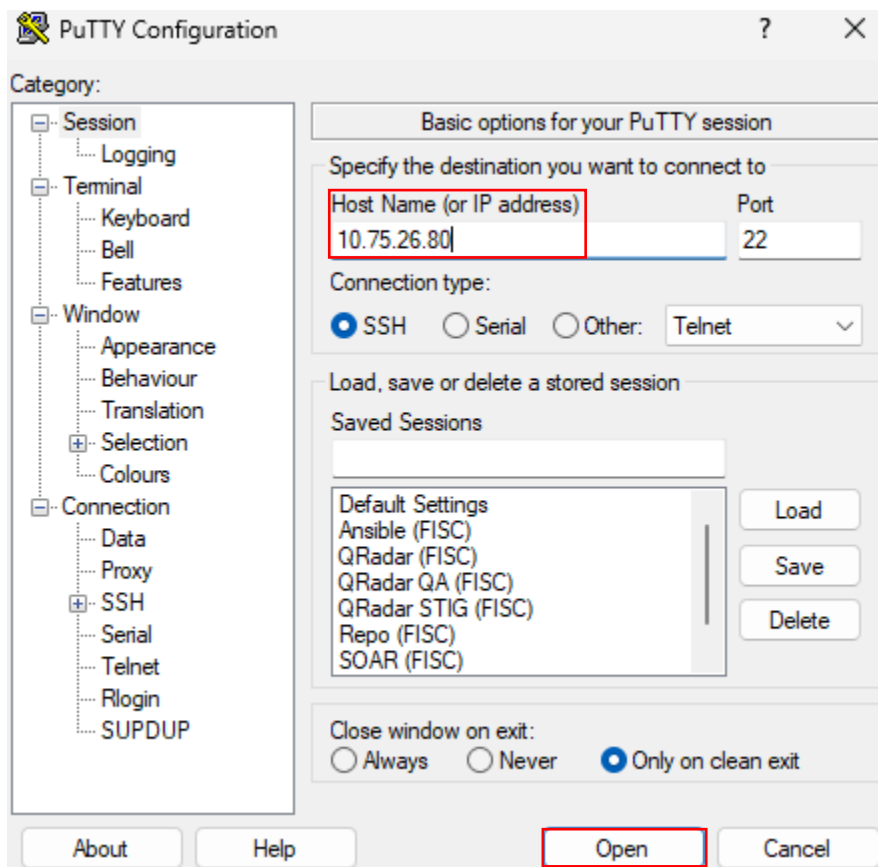 PuTTY Configuration
?
Category:
Session
Logging
Terminal
Keyboard
Bell
Features
Window
Appearance
Behaviour
Translation
Selection
Colours
Connection
Data
Proxy
SSH
Serial
Telnet
Rlogin
SUPDUP
Basic options for your PuTTY session
Specify the destination you want to connect to
Host Name (or IP address) Port
10.75.26.80 22
Connection type:
SSH Serial Other: Telnet
Load, save or delete a stored session
Saved Sessions
Default Settings
Ansible (FISC)
QRadar (FISC)
QRadar QA (FISC)
QRadar STIG (FISC)
Repo (FISC)
SOAR (FISC)
Load
Save
Delete
Close window on exit:
Always Never Only on clean exit
About Help Open Cancel